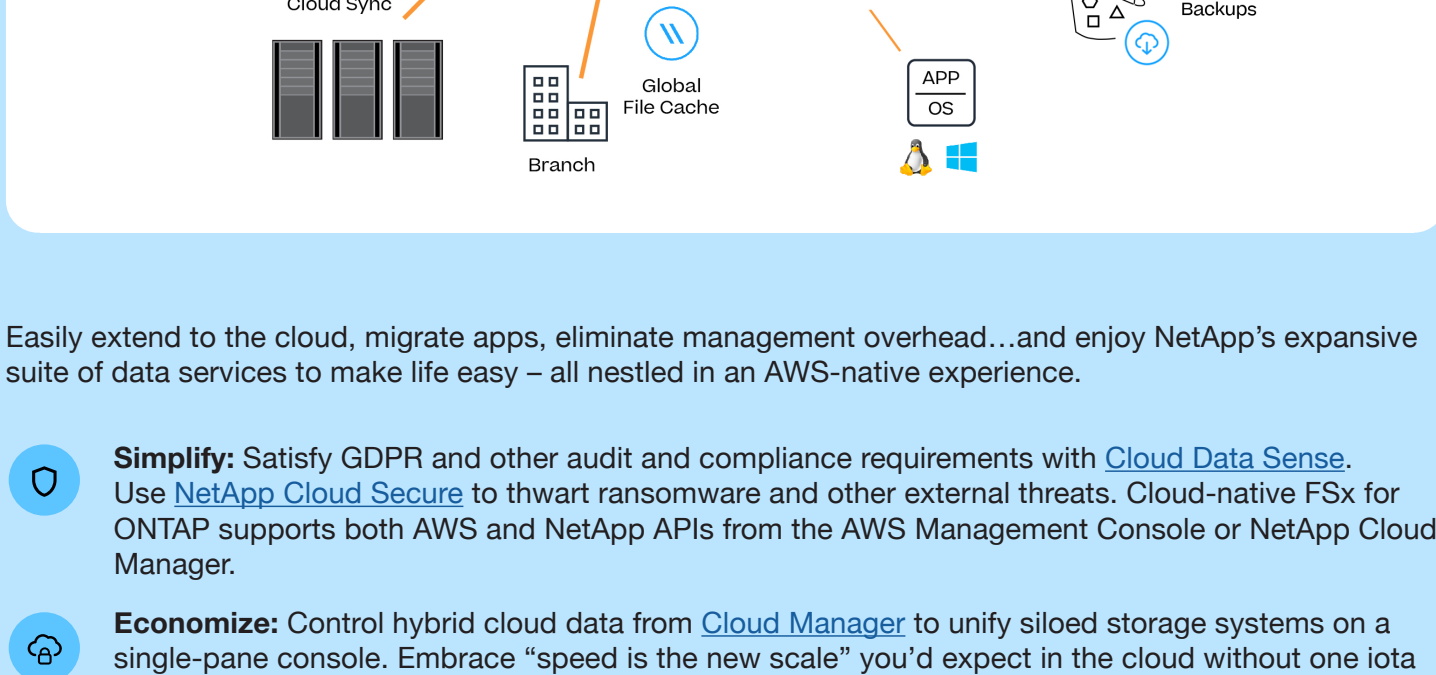 Cloud Sync
Backups
Global
File Cache
APP
OS
Branch
Easily extend to the cloud, migrate apps, eliminate management overhead…and enjoy NetApp’s expansive
suite of data services to make life easy – all nestled in an AWS-native experience.
Simplify: Satisfy GDPR and other audit and compliance requirements with Cloud Data Sense.
Use NetApp Cloud Secure to thwart ransomware and other external threats. Cloud-native FSx for
ONTAP supports both AWS and NetApp APIs from the AWS Management Console or NetApp Cloud
Manager.
Economize: Control hybrid cloud data from Cloud Manager to unify siloed storage systems on a
single-pane console. Embrace “speed is the new scale” you’d expect in the cloud without one iota